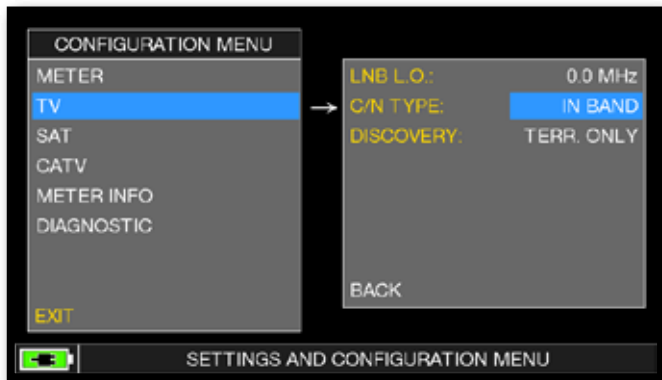 CONFIGURATION MENU
METER
TV
SAT
CATV
METER INFO
DIAGNOSTIC
EXIT
→
LNB L.O.: 0.0 MHz
C/N TYPE: IN BAND
DISCOVERY: TERR. ONLY
BACK
SETTINGS AND CONFIGURATION MENU